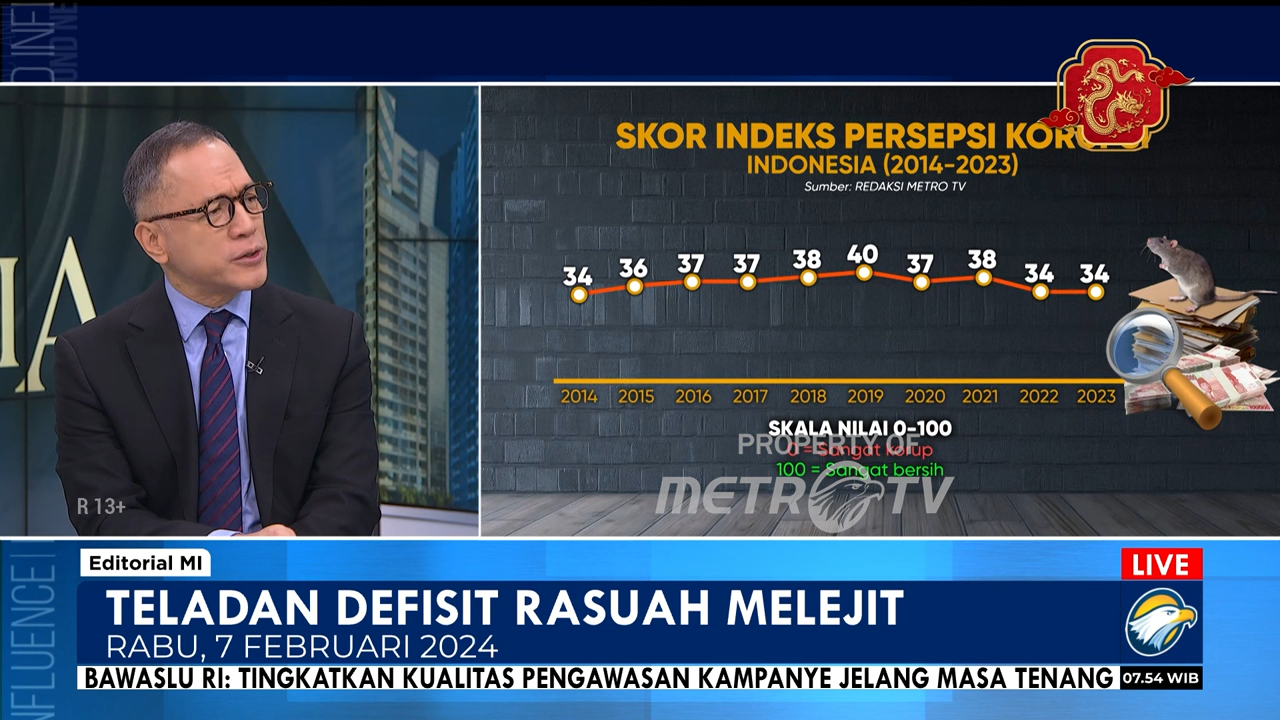 SKOR INDEKS PERSEPSI
INDONESIA (2014-2023)
Sumber: REDAKSI METRO TV
34 36 37 37 38 40 37 38 34 34
2014 2015 2016 2017 2018 2019 2020 2021 2022 2023
SKALA NILAI 0-100
0 = Sangat korup
100 = Sangat bersih
PROPERTY OF
METRO TV
IA
R 13+
Editorial MI
LIVE
TELADAN DEFISIT RASUAH MELEJIT
RABU, 7 FEBRUARI 2024
BAWASLU RI: TINGKATKAN KUALITAS PENGAWASAN KAMPANYE JELANG MASA TENANG
07.54 WIB